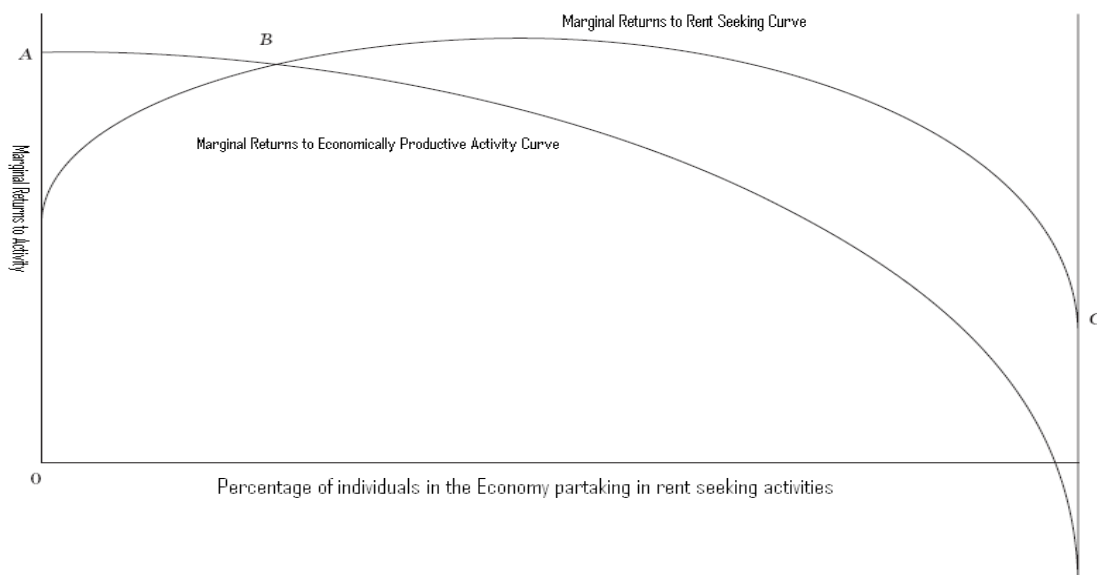 Marginal Returns to Rent Seeking Curve
B
A
Marginal Returns to Economically Productive Activity Curve
Marginal Returns to Activity
C
0
Percentage of individuals in the Economy partaking in rent seeking activities